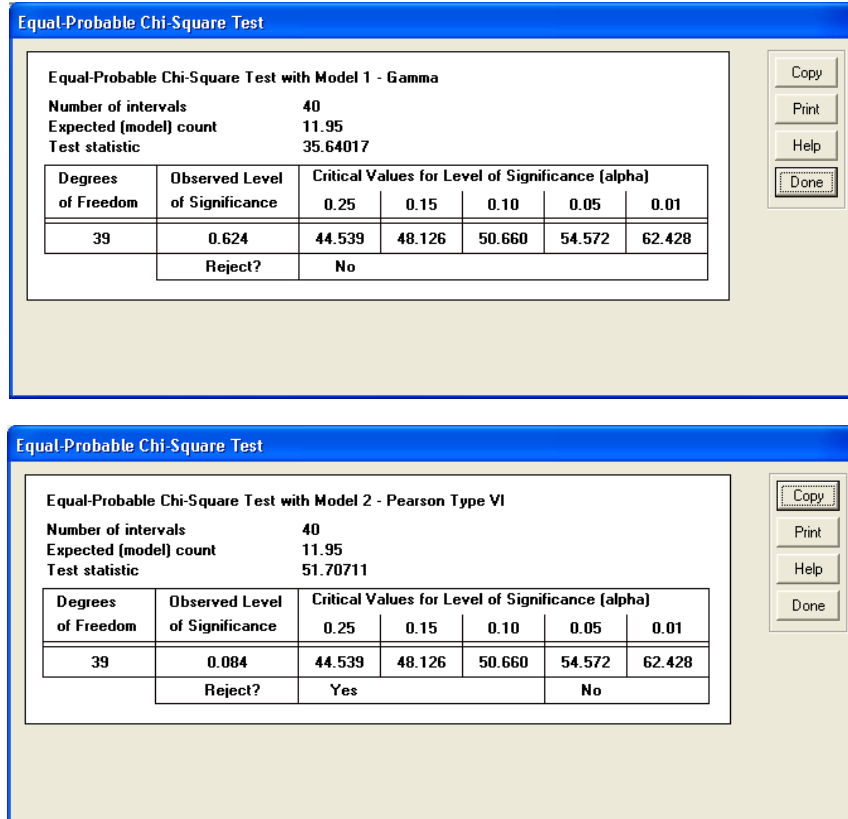 Equal-Probable Chi-Square Test
Equal-Probable Chi-Square Test with Model 1 - Gamma
Number of intervals 40
Expected (model) count 11.95
Test statistic 35.64017
Degrees of Freedom Observed Level of Significance Critical Values for Level of Significance (alpha)
0.25 0.15 0.10 0.05 0.01
39 0.624 44.539 48.126 50.660 54.572 62.428
Reject? No
Copy
Print
Help
Done
Equal-Probable Chi-Square Test
Equal-Probable Chi-Square Test with Model 2 - Pearson Type VI
Number of intervals 40
Expected (model) count 11.95
Test statistic 51.70711
Degrees of Freedom Observed Level of Significance Critical Values for Level of Significance (alpha)
0.25 0.15 0.10 0.05 0.01
39 0.084 44.539 48.126 50.660 54.572 62.428
Reject? Yes No
Copy
Print
Help
Done